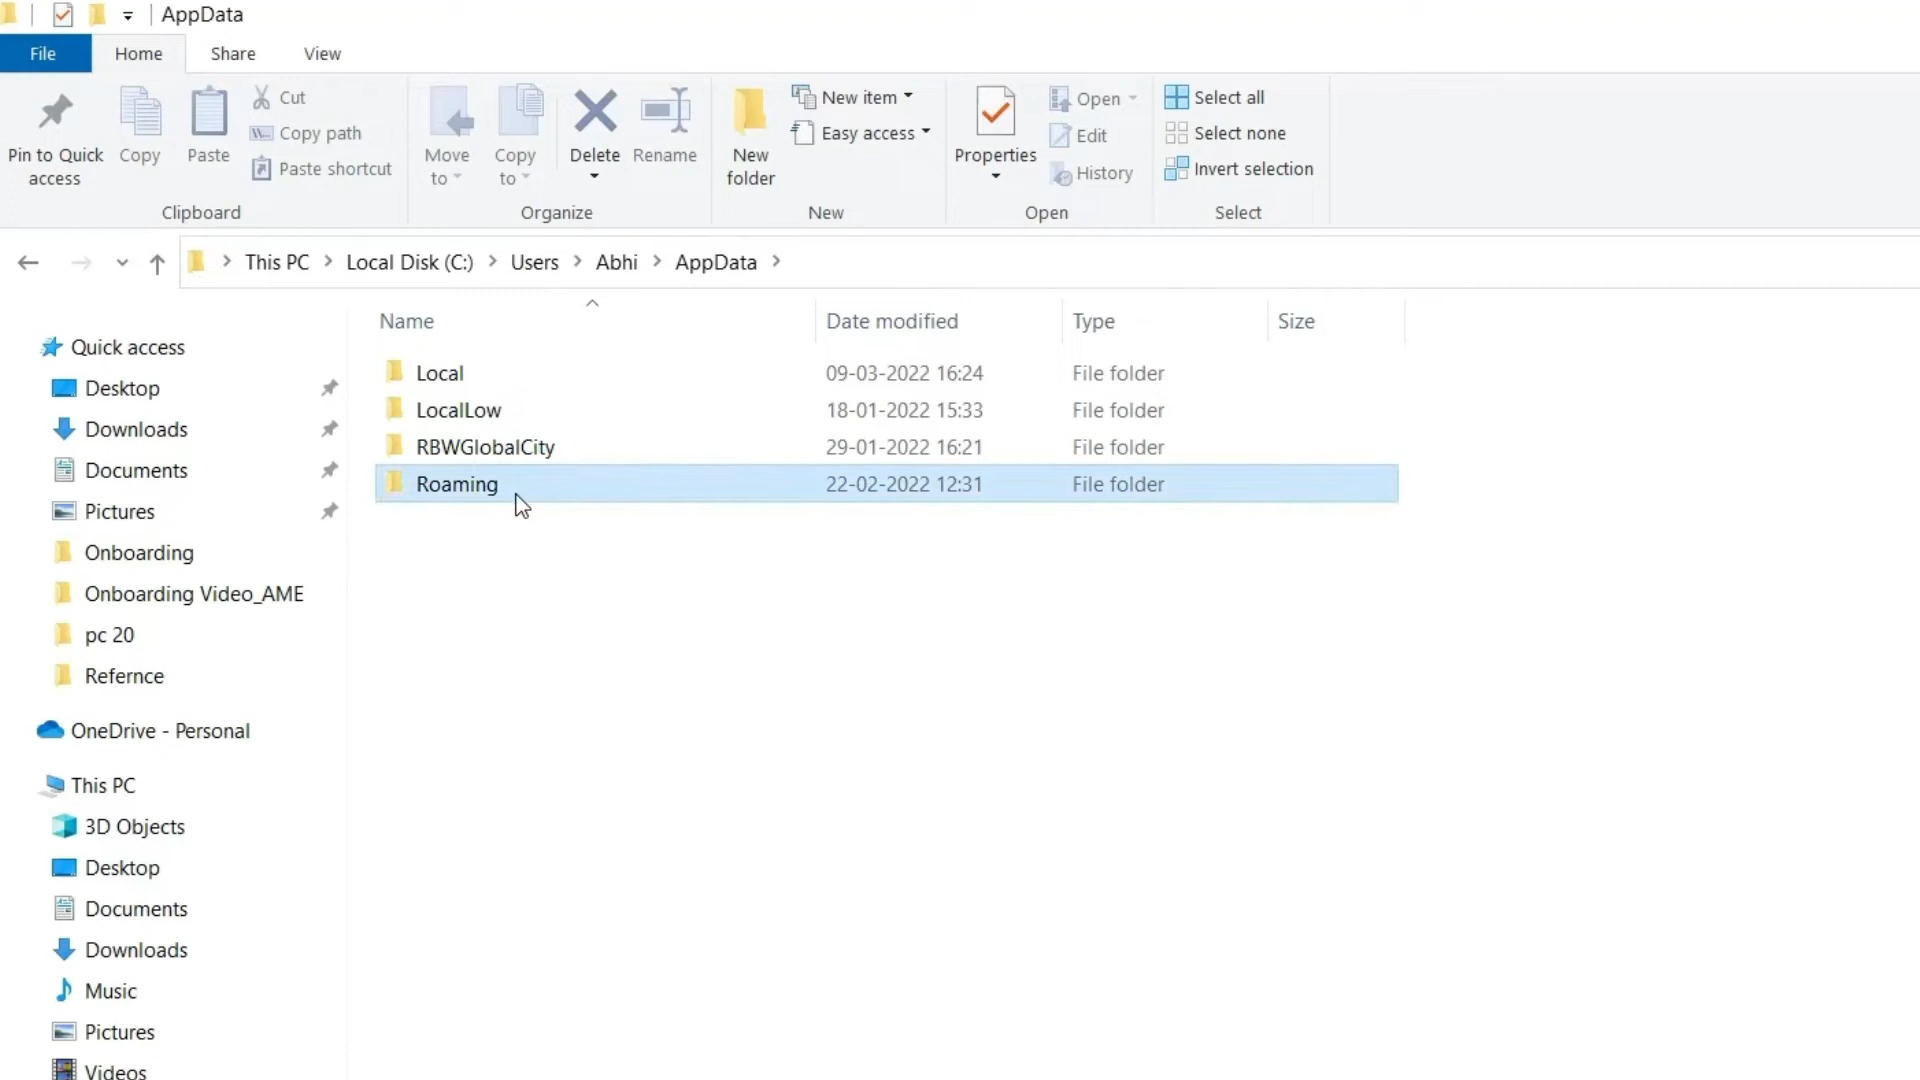 AppData
File Home Share View
Pin to Quick access
Copy
Paste
Cut
Copy path
Paste shortcut
Clipboard
Move to
Copy to
Delete
Rename
Organize
New folder
New item
Easy access
New
Properties
Open
Edit
History
Open
Select all
Select none
Invert selection
Select
This PC > Local Disk (C:) > Users > Abhi > AppData >
Quick access
Desktop
Downloads
Documents
Pictures
Onboarding
Onboarding Video_AME
pc 20
Refernce
OneDrive - Personal
This PC
3D Objects
Desktop
Documents
Downloads
Music
Pictures
Videos
Name Date modified Type Size
Local 09-03-2022 16:24 File folder
LocalLow 18-01-2022 15:33 File folder
RBWGlobalCity 29-01-2022 16:21 File folder
Roaming 22-02-2022 12:31 File folder